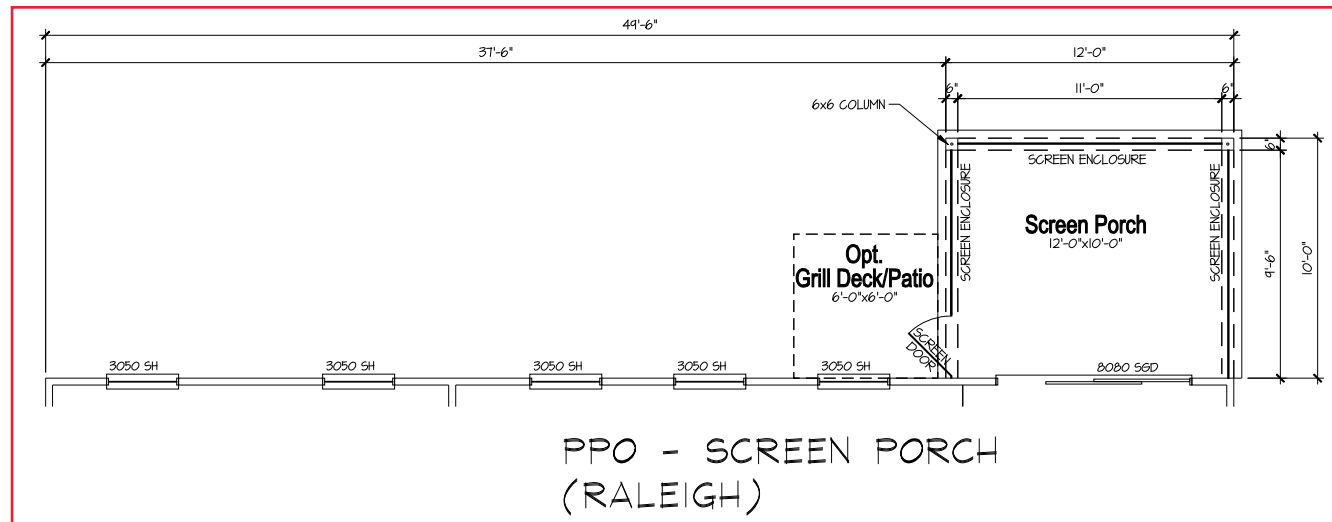 49'-6"
37'-6"
12'-0"
6"
11'-0"
6"
6x6 COLUMN
6"
SCREEN ENCLOSURE
SCREEN ENCLOSURE
SCREEN ENCLOSURE
Screen Porch
12'-0"x10'-0"
9'-6"
10'-0"
Opt.
Grill Deck/Patio
6'-0"x6'-0"
SCREEN
DOOR
3050 SH
3050 SH
3050 SH
3050 SH
3050 SH
8080 SGD
PPO - SCREEN PORCH
(RALEIGH)